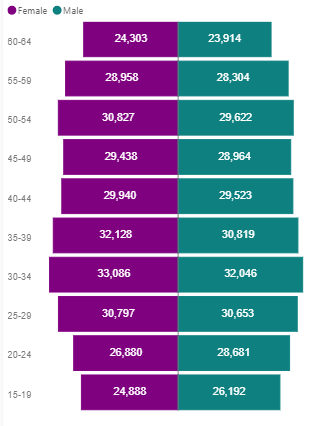 Female Male
60-64 24,303 23,914
55-59 28,958 28,304
50-54 30,827 29,622
45-49 29,438 28,964
40-44 29,940 29,523
35-39 32,128 30,819
30-34 33,086 32,046
25-29 30,797 30,653
20-24 26,880 28,681
15-19 24,888 26,192